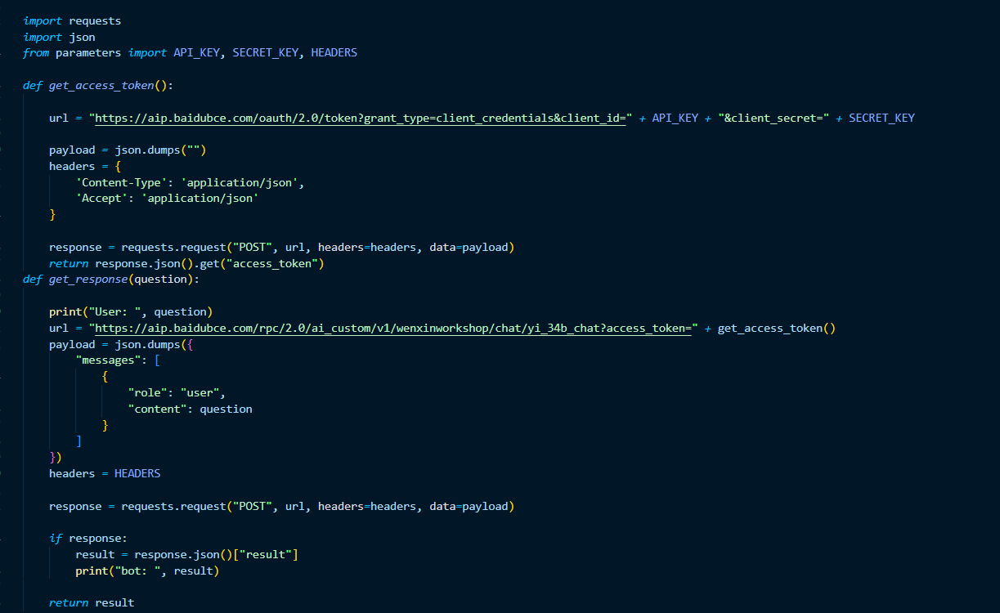 import requests
import json
from parameters import API_KEY, SECRET_KEY, HEADERS
def get_access_token():
url = "https://aip.baidubce.com/oauth/2.0/token?grant_type=client_credentials&client_id=" + API_KEY + "&client_secret=" + SECRET_KEY
payload = json.dumps("")
headers = {
'Content-Type': 'application/json',
'Accept': 'application/json'
}
response = requests.request("POST", url, headers=headers, data=payload)
return response.json().get("access_token")
def get_response(question):
print("User: ", question)
url = "https://aip.baidubce.com/rpc/2.0/ai_custom/v1/wenxinworkshop/chat/yi_34b_chat?access_token=" + get_access_token()
payload = json.dumps({
"messages": [
{
"role": "user",
"content": question
}
]
})
headers = HEADERS
response = requests.request("POST", url, headers=headers, data=payload)
if response:
result = response.json()["result"]
print("bot: ", result)
return result